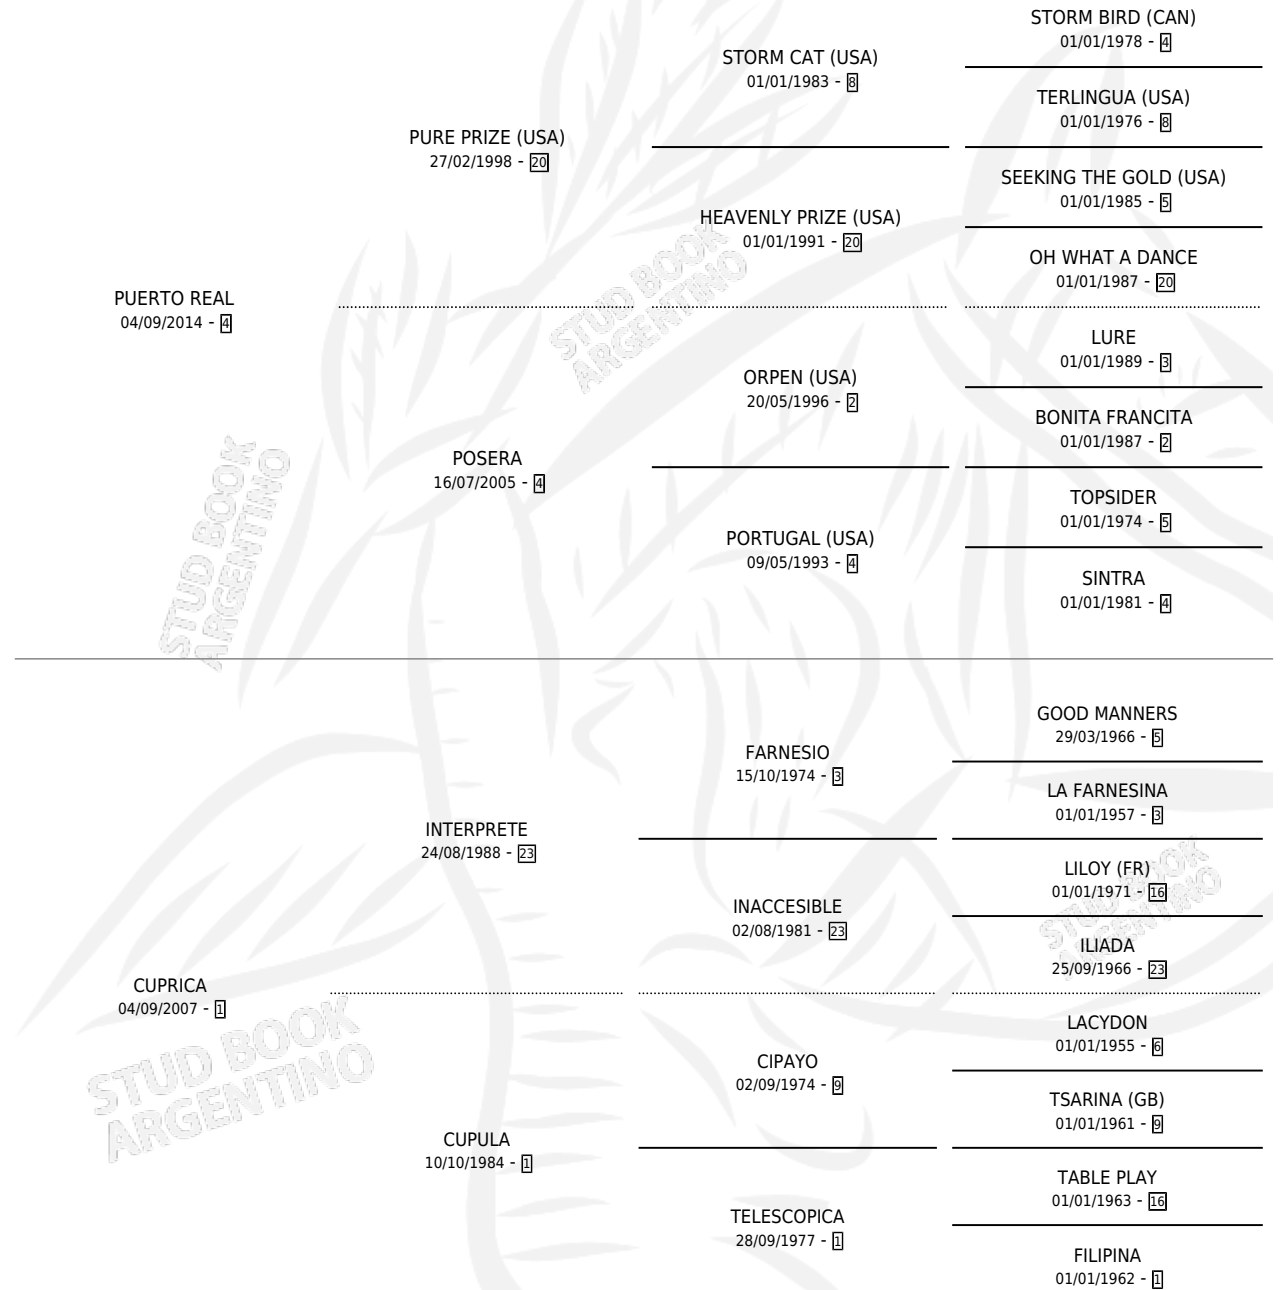 STORM BIRD (CAN)
01/01/1978 - 4
STORM CAT (USA)
01/01/1983 - 8
TERLINGUA (USA)
01/01/1976 - 8
PURE PRIZE (USA)
27/02/1998 - 20
SEEKING THE GOLD (USA)
01/01/1985 - 5
HEAVENLY PRIZE (USA)
01/01/1991 - 20
OH WHAT A DANCE
01/01/1987 - 20
PUERTO REAL
04/09/2014 - 4
STUD BOOK
ARGENTINO
LURE
01/01/1989 - 3
ORPEN (USA)
20/05/1996 - 2
BONITA FRANCITA
01/01/1987 - 2
POSERA
16/07/2005 - 4
TOPSIDER
01/01/1974 - 5
PORTUGAL (USA)
09/05/1993 - 4
SINTRA
01/01/1981 - 4
STUD BOOK
ARGENTINO
GOOD MANNERS
29/03/1966 - 5
FARNESIO
15/10/1974 - 3
LA FARNESINA
01/01/1957 - 3
INTERPRETE
24/08/1988 - 23
LILOY (FR)
01/01/1971 - 16
INACCESIBLE
02/08/1981 - 23
ILIADA
25/09/1966 - 23
STUD BOOK
ARGENTINO
CUPRICA
04/09/2007 - 1
STUD BOOK
ARGENTINO
LACYDON
01/01/1955 - 6
CIPAYO
02/09/1974 - 9
TSARINA (GB)
01/01/1961 - 9
CUPULA
10/10/1984 - 1
TABLE PLAY
01/01/1963 - 16
TELESCOPICA
28/09/1977 - 1
FILIPINA
01/01/1962 - 1